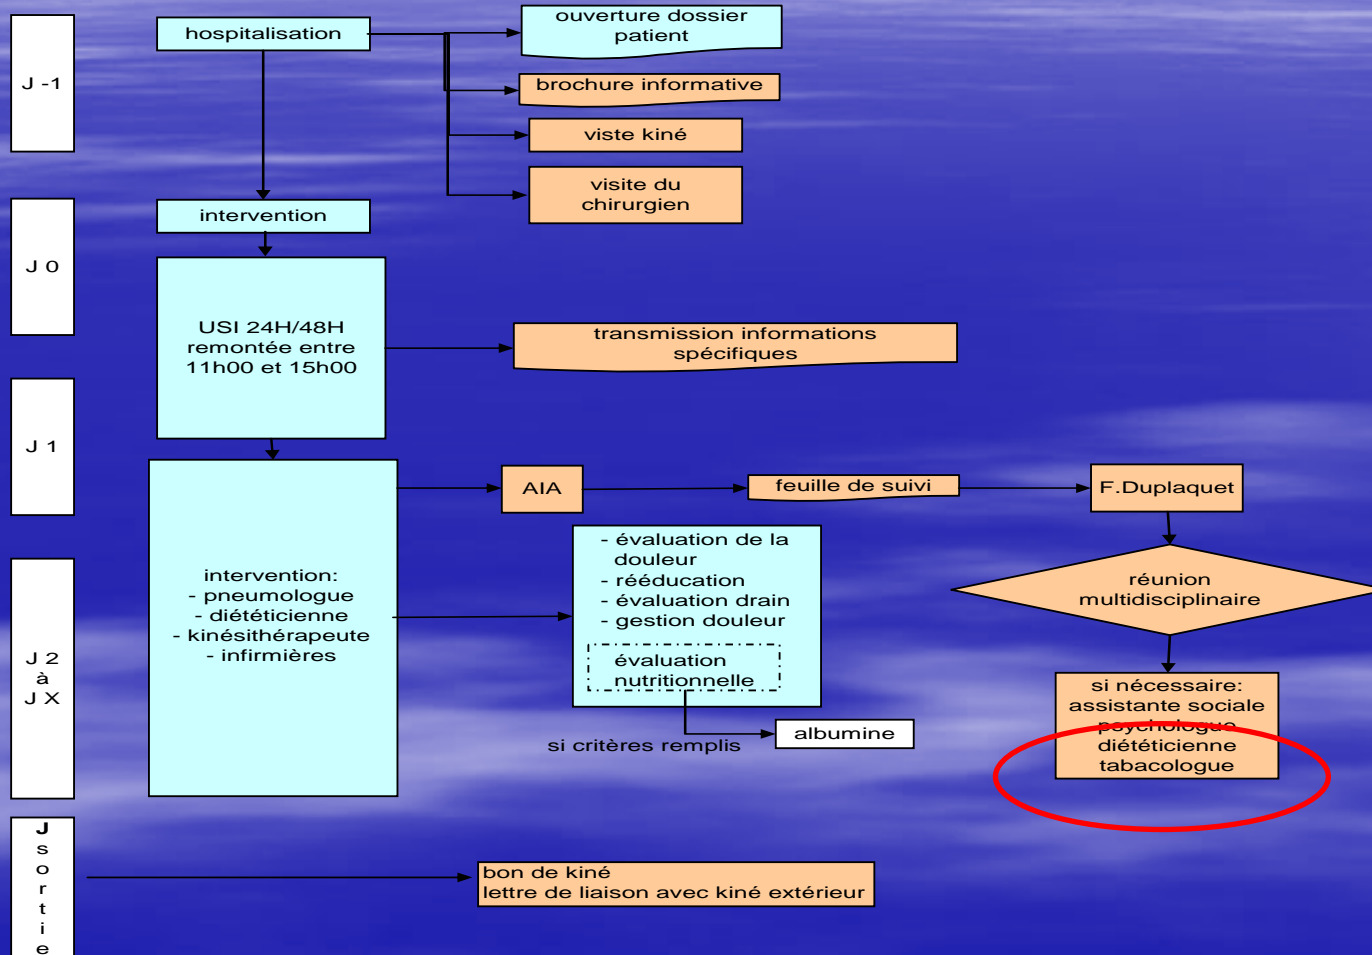 J -1
hospitalisation
ouverture dossier
patient
brochure informative
viste kiné
visite du
chirurgien
J 0
intervention
USI 24H/48H
remontée entre
11h00 et 15h00
transmission informations
spécifiques
J 1
AIA
feuille de suivi
F.Duplaquet
réunion
multidisciplinaire
J 2
à
J X
intervention:
- pneumologue
- diététicienne
- kinésithérapeute
- infirmières
- évaluation de la
douleur
- rééducation
- évaluation drain
- gestion douleur
évaluation
nutritionnelle
si critères remplis
albumine
si nécessaire:
assistante sociale
psychologue
diététicienne
tabacologue
J
s
o
r
t
i
e
bon de kiné
lettre de liaison avec kiné extérieur